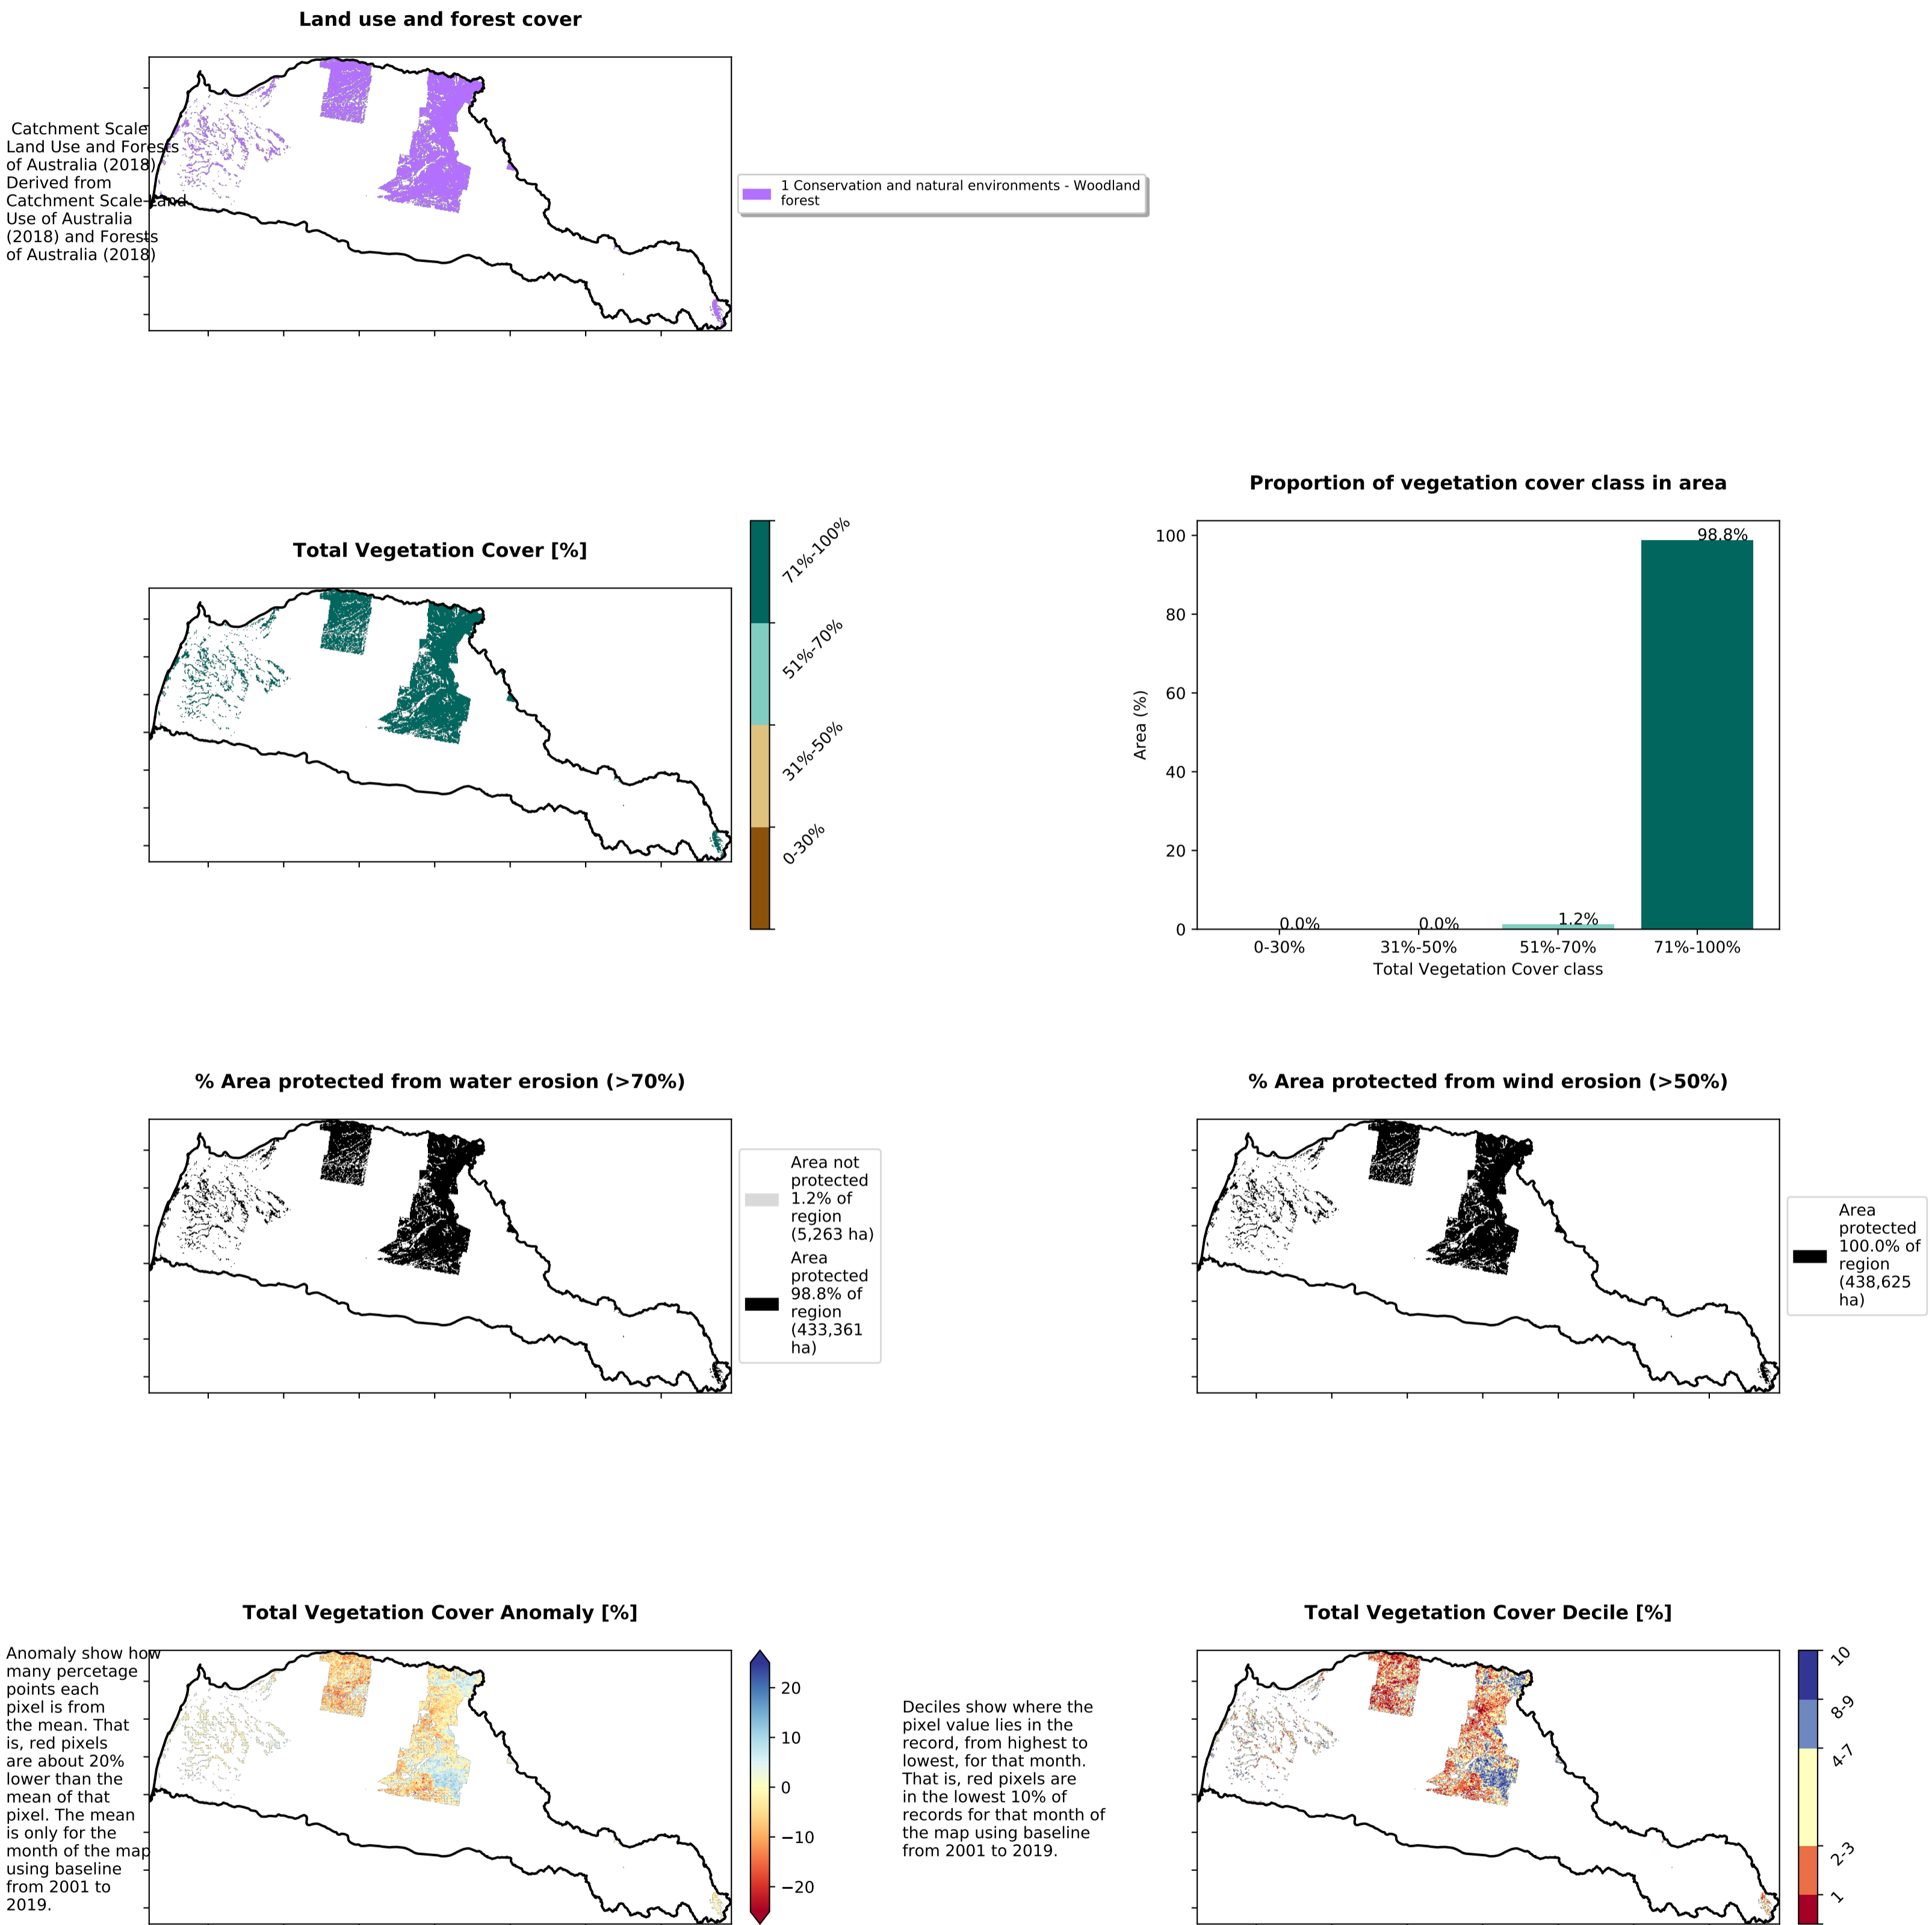 Land use and forest cover
Catchment Scale
Land Use and Forests
of Australia (2018)
Derived from
Catchment Scale Land
Use of Australia
(2018) and Forests
of Australia (2018)
1 Conservation and natural environments - Woodland
forest
Total Vegetation Cover [%]
71%-100%
51%-70%
31%-50%
0-30%
Proportion of vegetation cover class in area
100
80
60
40
20
0
Area (%)
0.0%
0.0%
1.2%
98.8%
0-30%
31%-50%
51%-70%
71%-100%
Total Vegetation Cover class
% Area protected from water erosion (>70%)
Area not
protected
1.2% of
region
(5,263 ha)
Area
protected
98.8% of
region
(433,361
ha)
% Area protected from wind erosion (>50%)
Area
protected
100.0% of
region
(438,625
ha)
Total Vegetation Cover Anomaly [%]
Anomaly show how
many percetage
points each
pixel is from
the mean. That
is, red pixels
are about 20%
lower than the
mean of that
pixel. The mean
is only for the
month of the map
using baseline
from 2001 to
2019.
20
10
0
−10
−20
Total Vegetation Cover Decile [%]
Deciles show where the
pixel value lies in the
record, from highest to
lowest, for that month.
That is, red pixels are
in the lowest 10% of
records for that month of
the map using baseline
from 2001 to 2019.
10
8-9
4-7
2-3
1